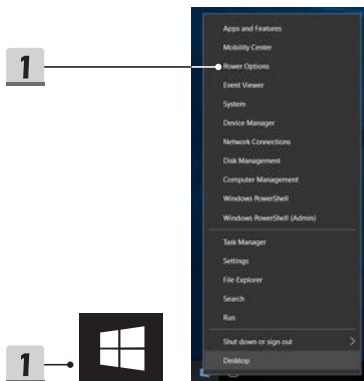 Apps and Features
Mobility Center
1
Power Options
Event Viewer
System
Device Manager
Network Connections
Disk Management
Computer Management
Windows PowerShell
Windows PowerShell (Admin)
Task Manager
Settings
File Explorer
Search
Run
Shut down or sign out
1
Desktop